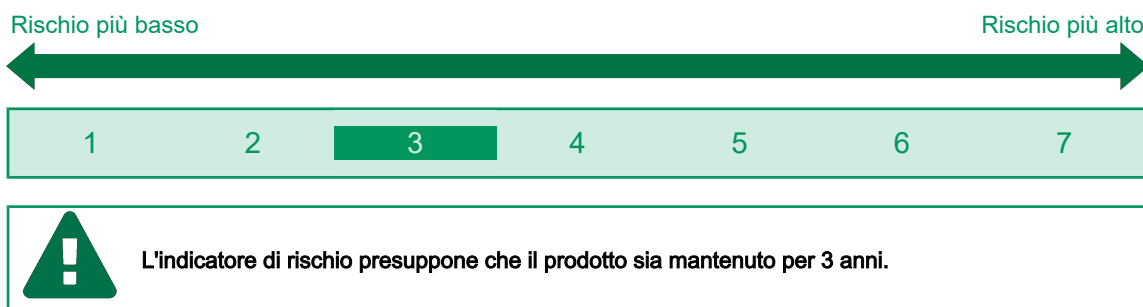 Rischio più basso Rischio più alto
1 2 3 4 5 6 7
L'indicatore di rischio presuppone che il prodotto sia mantenuto per 3 anni.